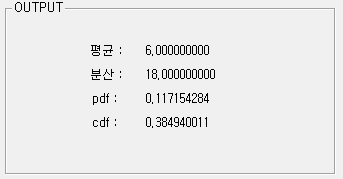 OUTPUT
평균 : 6,000000000
분산 : 18,000000000
pdf : 0,117154284
cdf : 0,384940011